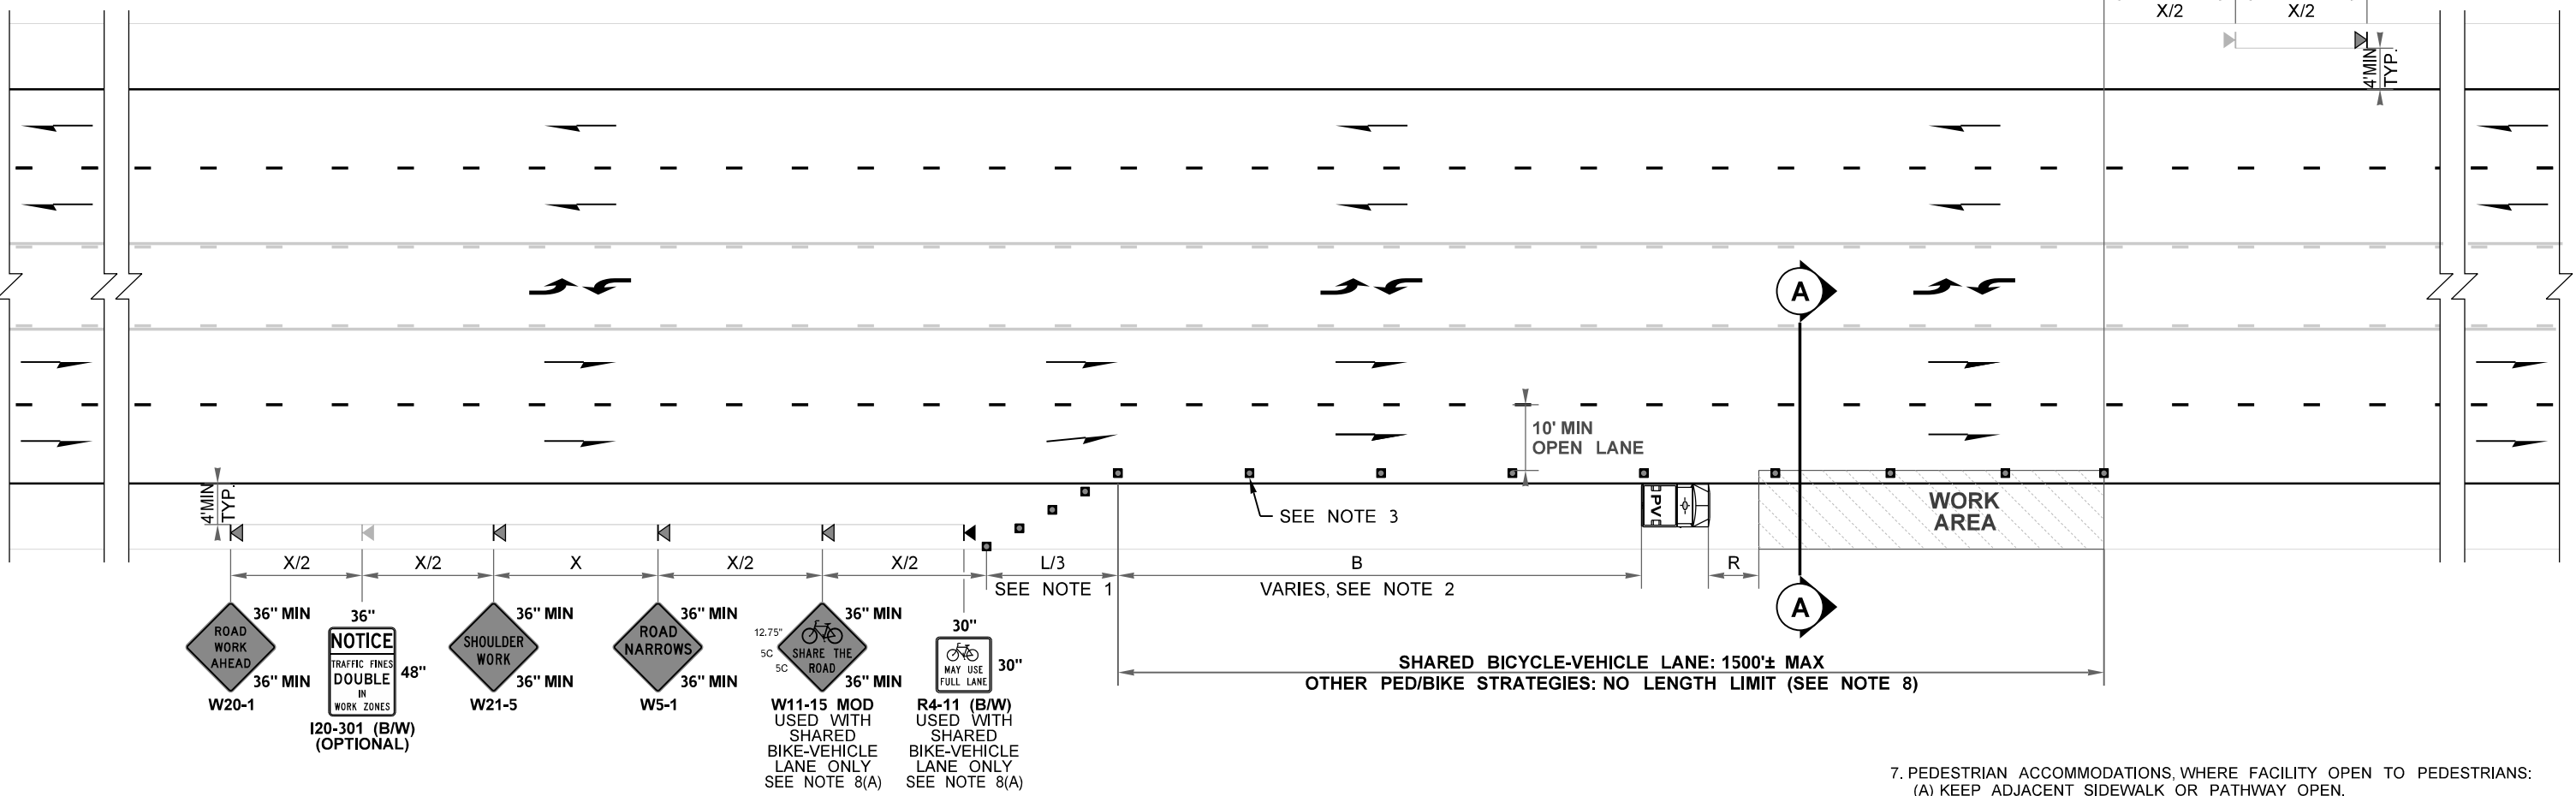 X/2
X/2
4'MIN
TYP.
A
10' MIN
OPEN LANE
4'MIN
TYP.
SEE NOTE 3
PV
WORK
AREA
X/2
X/2
X
X/2
X/2
L/3
B
R
SEE NOTE 1
VARIES, SEE NOTE 2
A
ROAD
WORK
AHEAD
36" MIN
36" MIN
W20-1
36"
NOTICE
TRAFFIC FINES
DOUBLE
IN
WORK ZONES
48"
I20-301 (B/W)
(OPTIONAL)
SHOULDER
WORK
36" MIN
36" MIN
W21-5
ROAD
NARROWS
36" MIN
36" MIN
W5-1
12.75"
5C
5C
SHARE THE
ROAD
36" MIN
36" MIN
W11-15 MOD
USED WITH
SHARED
BIKE-VEHICLE
LANE ONLY
SEE NOTE 8(A)
30"
MAY USE
FULL LANE
30"
R4-11 (B/W)
USED WITH
SHARED
BIKE-VEHICLE
LANE ONLY
SEE NOTE 8(A)
SHARED BICYCLE-VEHICLE LANE: 1500'± MAX
OTHER PED/BIKE STRATEGIES: NO LENGTH LIMIT (SEE NOTE 8)
7. PEDESTRIAN ACCOMMODATIONS, WHERE FACILITY OPEN TO PEDESTRIANS:
(A) KEEP ADJACENT SIDEWALK OR PATHWAY OPEN.